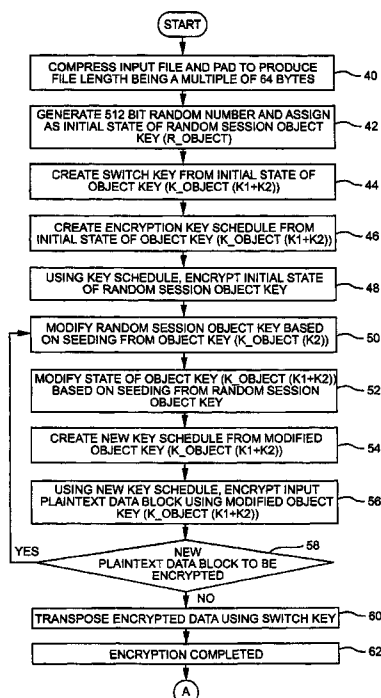 START
COMPRESS INPUT FILE AND PAD TO PRODUCE
FILE LENGTH BEING A MULTIPLE OF 64 BYTES
40
GENERATE 512 BIT RANDOM NUMBER AND ASSIGN
AS INITIAL STATE OF RANDOM SESSION OBJECT
KEY (R_OBJECT)
42
CREATE SWITCH KEY FROM INITIAL STATE OF
OBJECT KEY (K_OBJECT (K1+K2))
44
CREATE ENCRYPTION KEY SCHEDULE FROM
INITIAL STATE OF OBJECT KEY (K_OBJECT (K1+K2))
46
USING KEY SCHEDULE, ENCRYPT INITIAL STATE
OF RANDOM SESSION OBJECT KEY
48
MODIFY RANDOM SESSION OBJECT KEY BASED
ON SEEDING FROM OBJECT KEY (K_OBJECT (K2))
50
MODIFY STATE OF OBJECT KEY (K_OBJECT (K1+K2))
BASED ON SEEDING FROM RANDOM SESSION
OBJECT KEY
52
CREATE NEW KEY SCHEDULE FROM MODIFIED
OBJECT KEY (K_OBJECT (K1+K2))
54
USING NEW KEY SCHEDULE, ENCRYPT INPUT
PLAINTEXT DATA BLOCK USING MODIFIED OBJECT
KEY (K_OBJECT (K1+K2))
56
YES
NEW
PLAINTEXT DATA BLOCK TO BE
ENCRYPTED
58
NO
TRANSPOSE ENCRYPTED DATA USING SWITCH KEY
60
ENCRYPTION COMPLETED
62
A